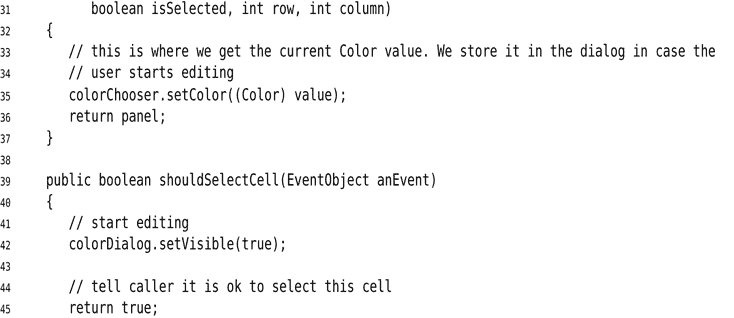 31 boolean isSelected, int row, int column)
32 {
33 // this is where we get the current Color value. We store it in the dialog in case the
34 // user starts editing
35 colorChooser.setColor((Color) value);
36 return panel;
37 }
38
39 public boolean shouldSelectCell(EventObject anEvent)
40 {
41 // start editing
42 colorDialog.setVisible(true);
43
44 // tell caller it is ok to select this cell
45 return true;